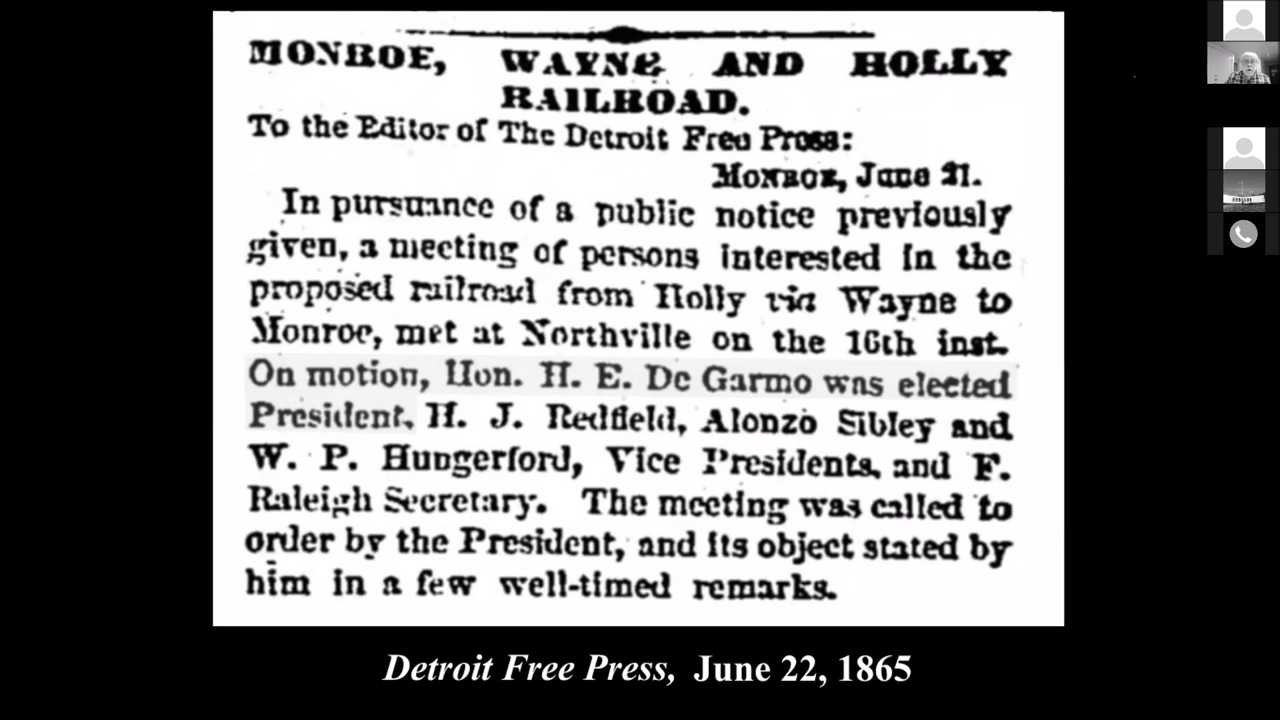 MONROE, WAYNE AND HOLLY
RAILROAD.
To the Editor of The Detroit Free Press:
MONROE, June 21.
In pursuance of a public notice previously
given, a meeting of persons interested in the
proposed railroad from Holly via Wayne to
Monroe, met at Northville on the 16th inst.
On motion, Hon. H. E. De Garmo was elected
President, H. J. Redfield, Alonzo Sibley and
W. P. Hungerford, Vice Presidents, and F.
Raleigh Secretary. The meeting was called to
order by the President, and its object stated by
him in a few well-timed remarks.
Detroit Free Press, June 22, 1865